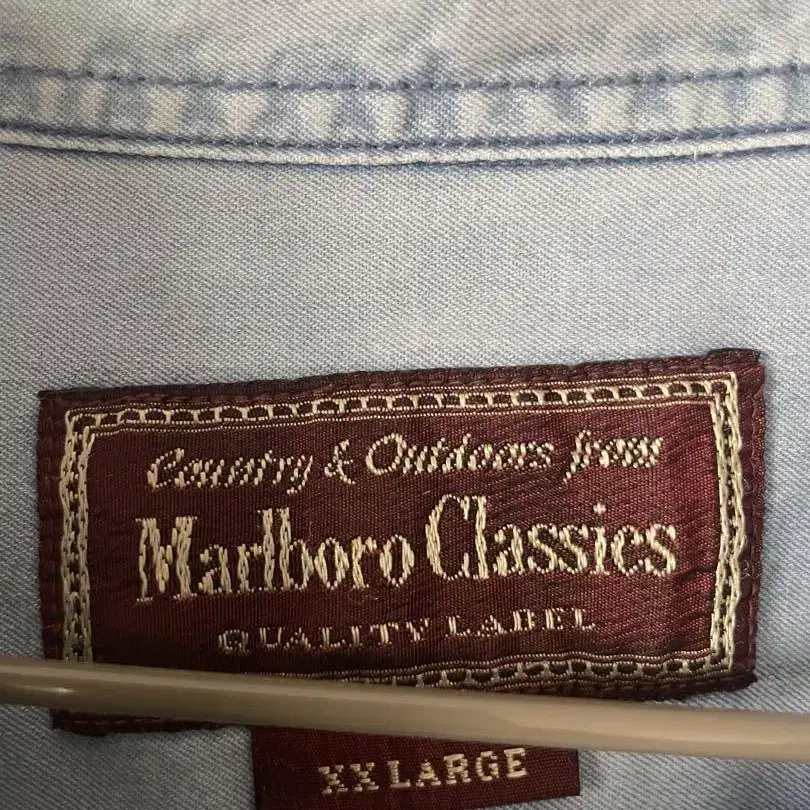 Country & Outdoors from
Marlboro Classics
QUALITY LABEL
XX LARGE